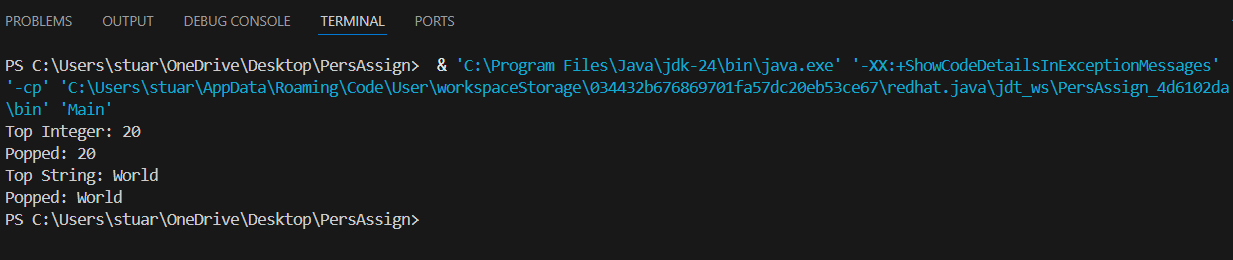 PROBLEMS OUTPUT DEBUG CONSOLE TERMINAL PORTS
PS C:\Users\stuar\OneDrive\Desktop\PersAssign>  & 'C:\Program Files\Java\jdk-24\bin\java.exe' '-XX:+ShowCodeDetailsInExceptionMessages'
'-cp' 'C:\Users\stuar\AppData\Roaming\Code\User\workspaceStorage\034432b676869701fa57dc20eb53ce67\redhat.java\jdt_ws\PersAssign_4d6102da
\bin' 'Main'
Top Integer: 20
Popped: 20
Top String: World
Popped: World
PS C:\Users\stuar\OneDrive\Desktop\PersAssign>